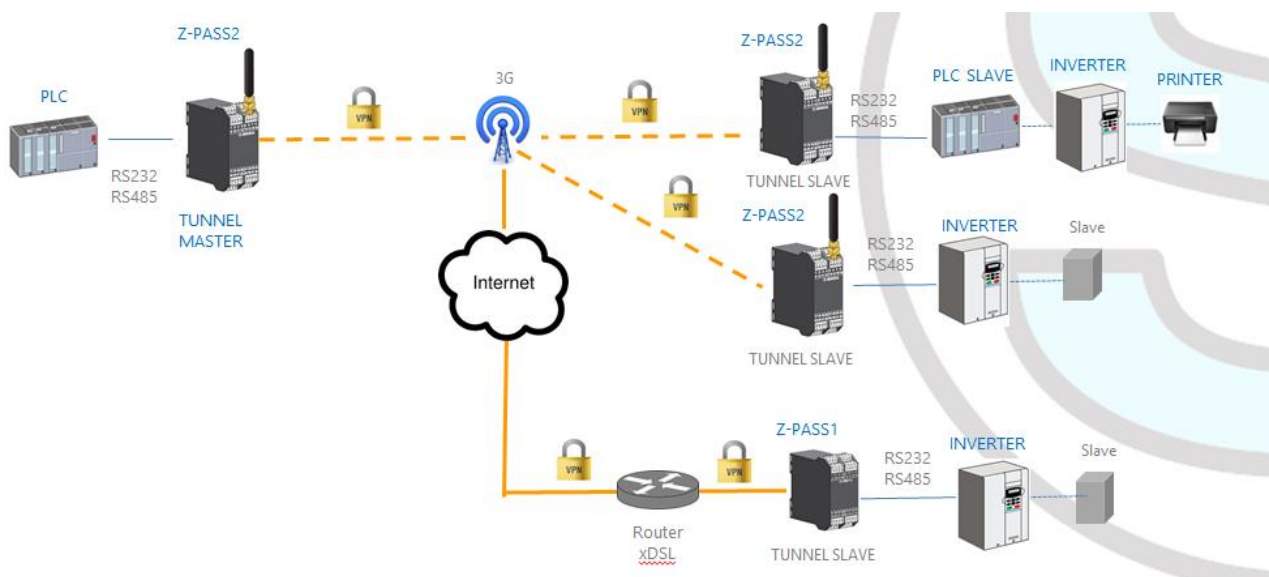 Z-PASS2
PLC
RS232
RS485
TUNNEL
MASTER
VPN
3G
VPN
Z-PASS2
RS232
RS485
TUNNEL SLAVE
PLC SLAVE
INVERTER
PRINTER
VPN
Z-PASS2
RS232
RS485
TUNNEL SLAVE
INVERTER
Slave
Internet
VPN
Router
xDSL
VPN
Z-PASS1
RS232
RS485
TUNNEL SLAVE
INVERTER
Slave